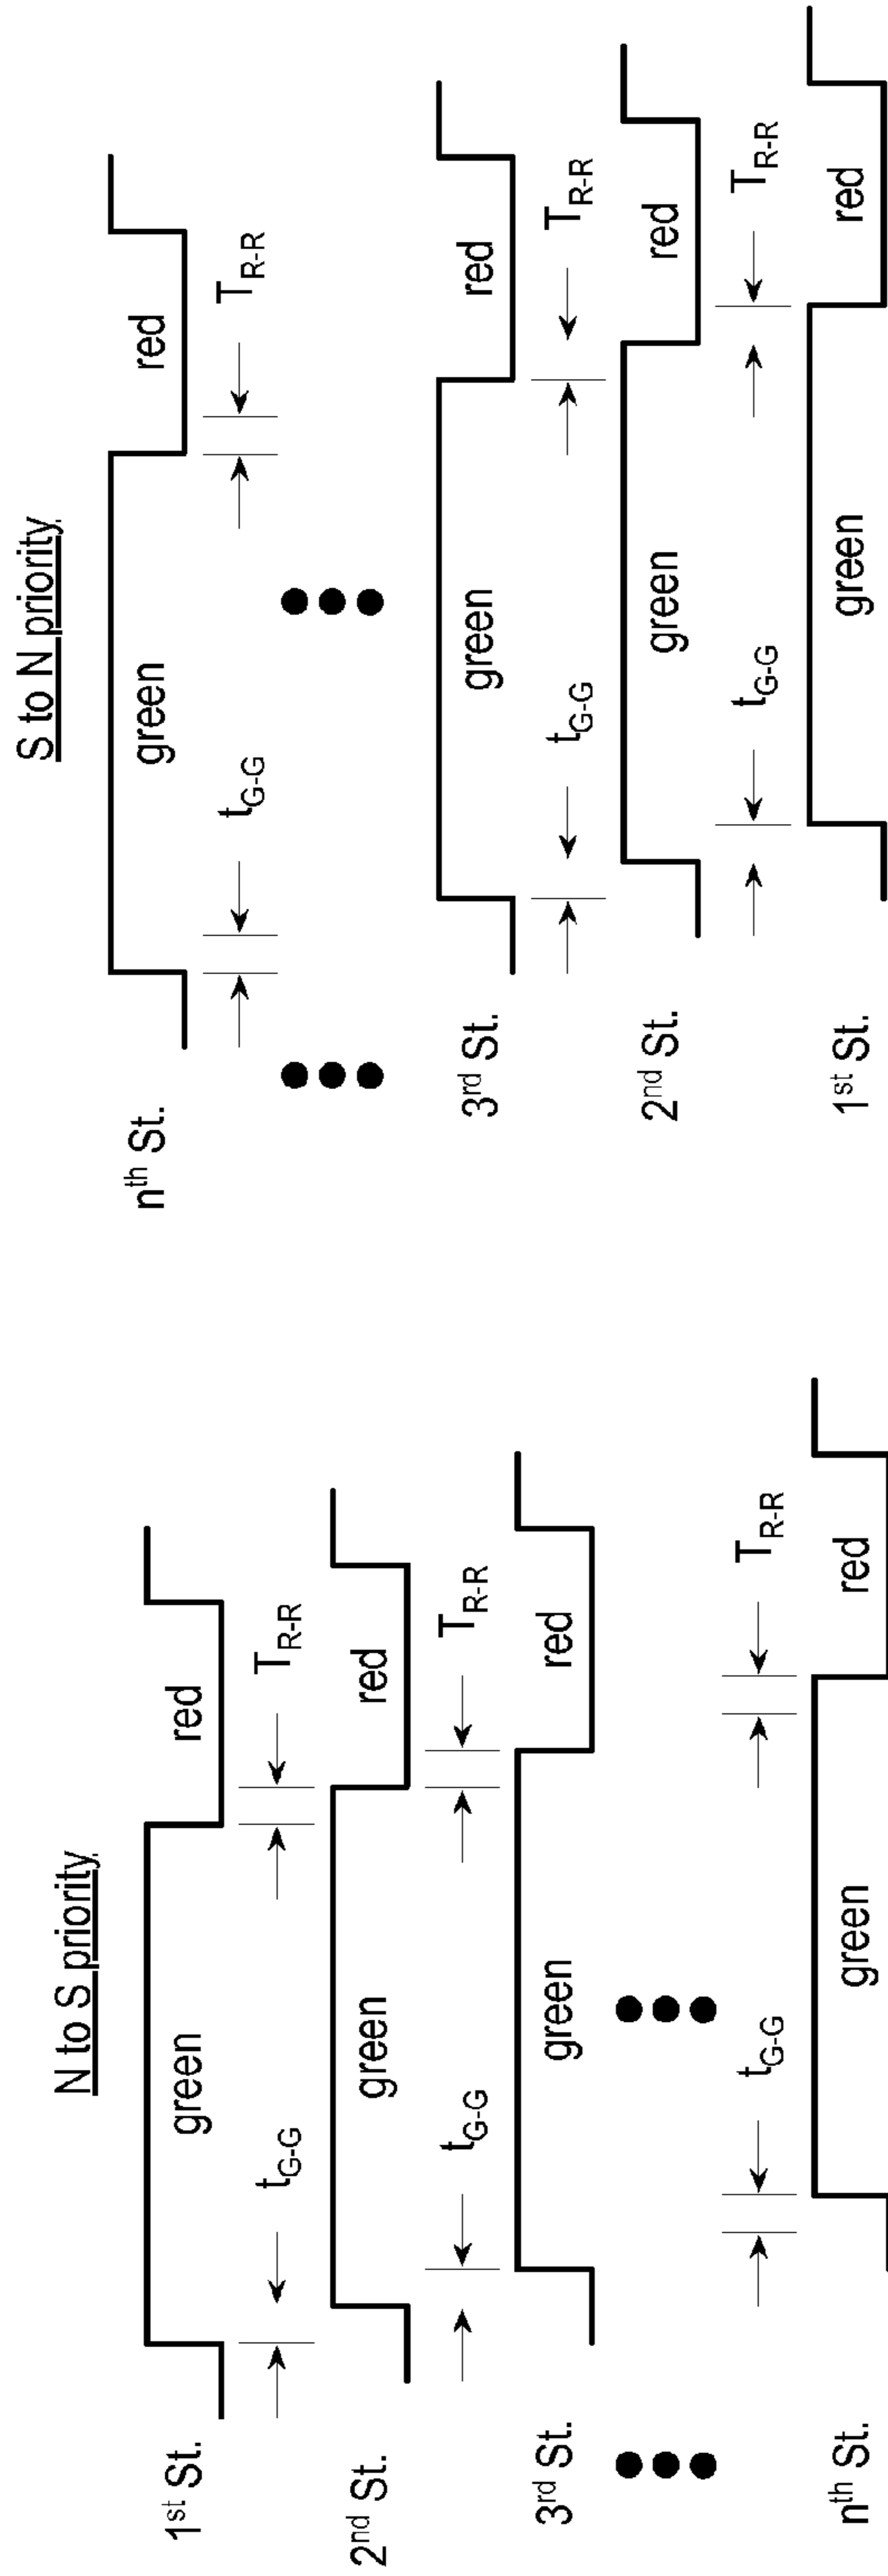 N to S priority
1st St.
green
red
tG-G
TR-R
2nd St.
green
red
tG-G
TR-R
3rd St.
green
red
tG-G
TR-R
nth St.
green
red
S to N priority
nth St.
green
red
tG-G
TR-R
3rd St.
green
red
tG-G
TR-R
2nd St.
green
red
tG-G
TR-R
1st St.
green
red